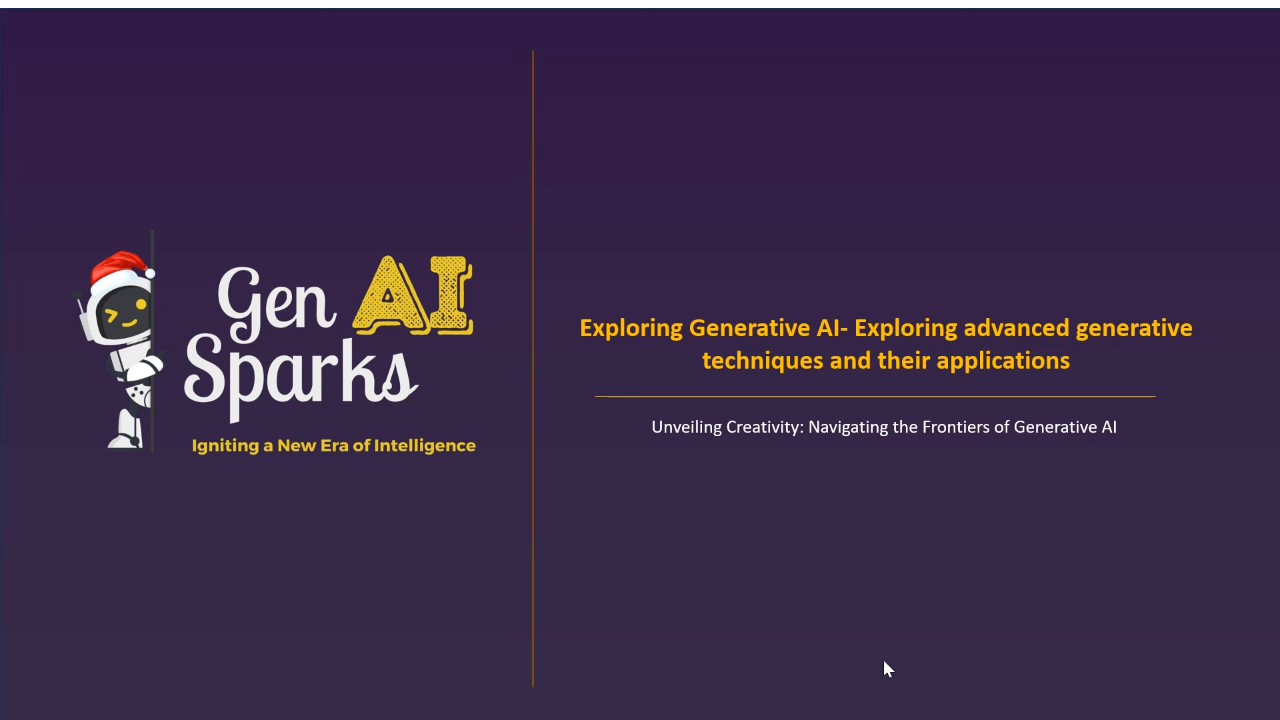 Gen AI
Sparks
Igniting a New Era of Intelligence
Exploring Generative AI- Exploring advanced generative
techniques and their applications
Unveiling Creativity: Navigating the Frontiers of Generative AI